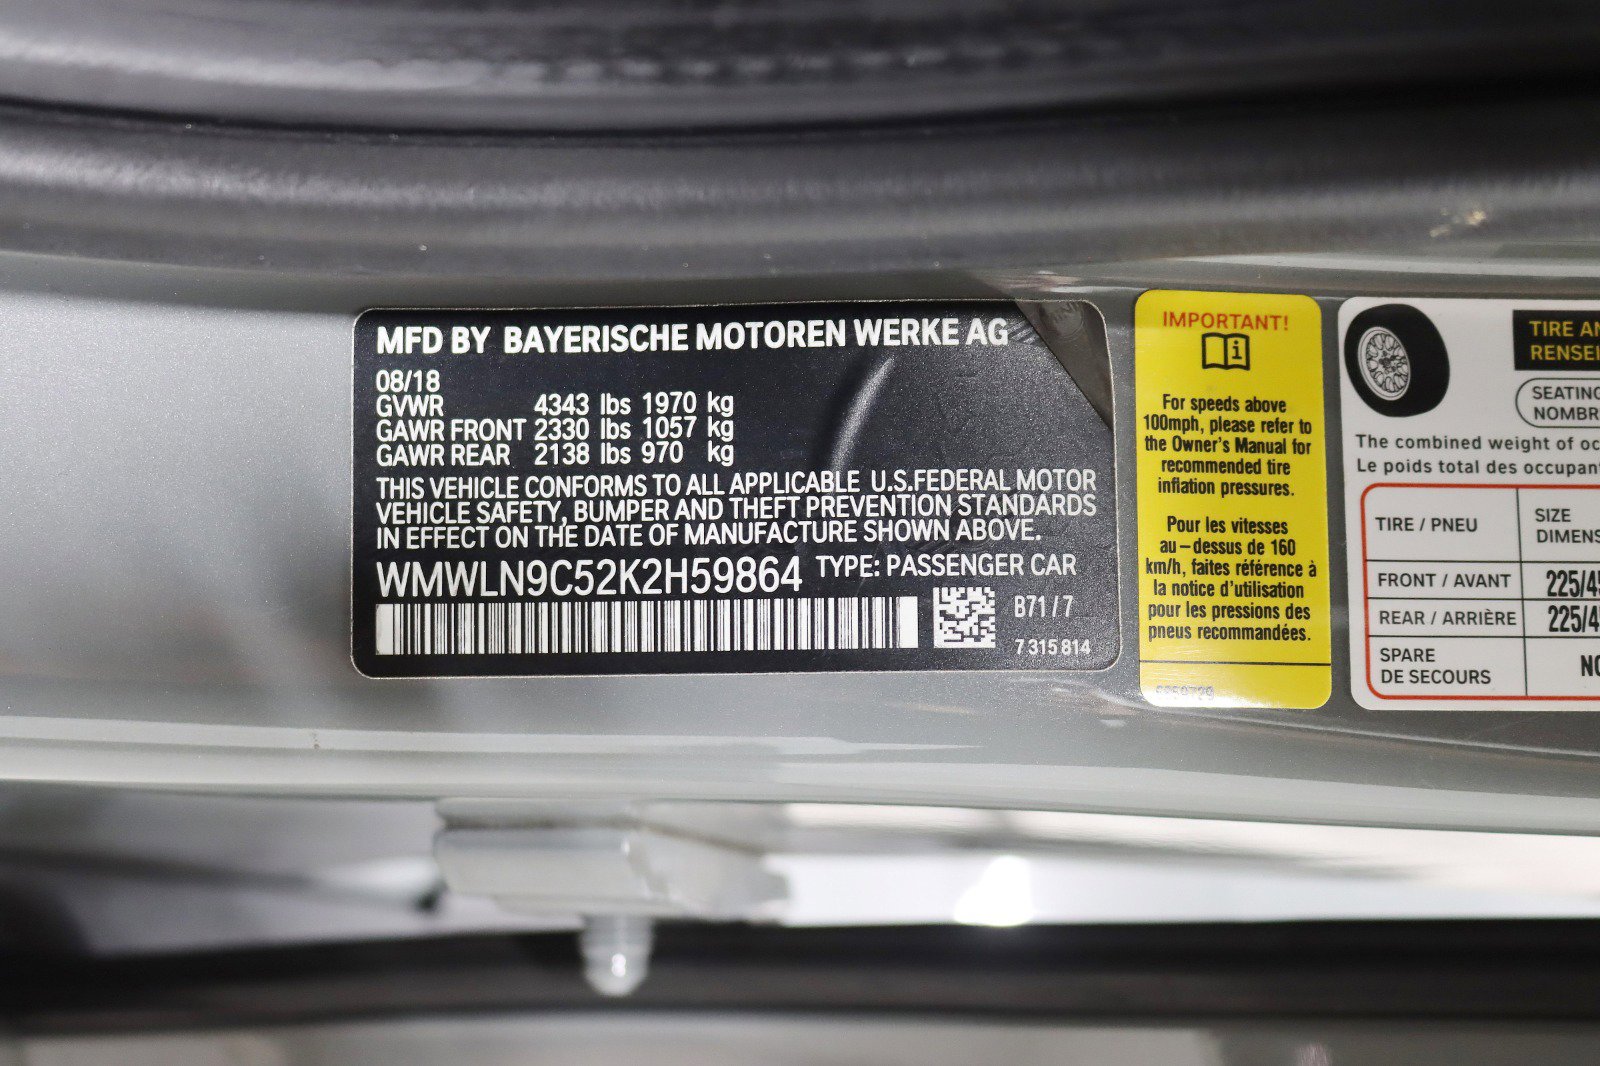 MFD BY BAYERISCHE MOTOREN WERKE AG
08/18
GVWR 4343 lbs 1970 kg
GAWR FRONT 2330 lbs 1057 kg
GAWR REAR 2138 lbs 970 kg
THIS VEHICLE CONFORMS TO ALL APPLICABLE U.S.FEDERAL MOTOR
VEHICLE SAFETY, BUMPER AND THEFT PREVENTION STANDARDS
IN EFFECT ON THE DATE OF MANUFACTURE SHOWN ABOVE.
WMWLN9C52K2H59864 TYPE: PASSENGER CAR
B71/7
7 315 814
IMPORTANT!
For speeds above
100mph, please refer to
the Owner's Manual for
recommended tire
inflation pressures.
Pour les vitesses
au-dessus de 160
km/h, faites référence à
la notice d'utilisation
pour les pressions des
pneus recommandées.
TIRE
SEATING
The combined weight of
Le poids total des
TIRE / PNEU SIZE
FRONT / AVANT 225/45
REAR / ARRIÈRE 225/4
SPARE
DE SECOURS